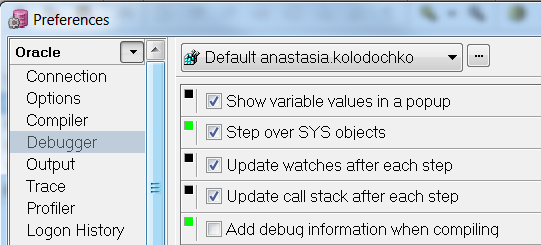 Preferences
Oracle
Connection
Options
Compiler
Debugger
Output
Trace
Profiler
Logon History
Default anastasia.kolodochko
...
Show variable values in a popup
Step over SYS objects
Update watches after each step
Update call stack after each step
Add debug information when compiling